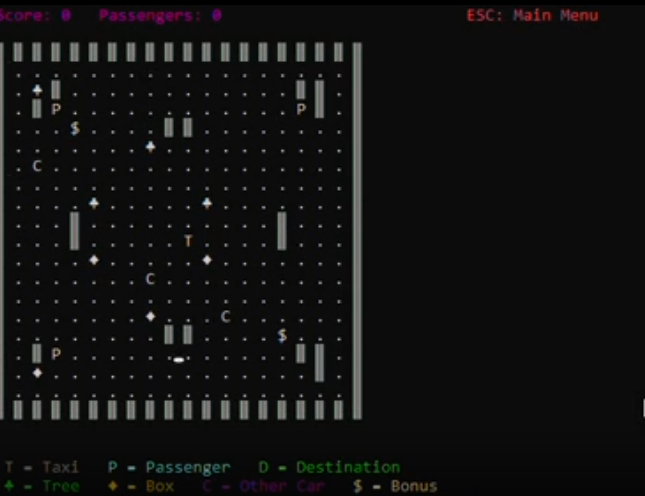 Score: 0 Passengers: 0 ESC: Main Menu
P P
$
C
T
C
C
$
P
T = Taxi P = Passenger D = Destination
♣ = Tree ♦ = Box C = Other Car $ = Bonus